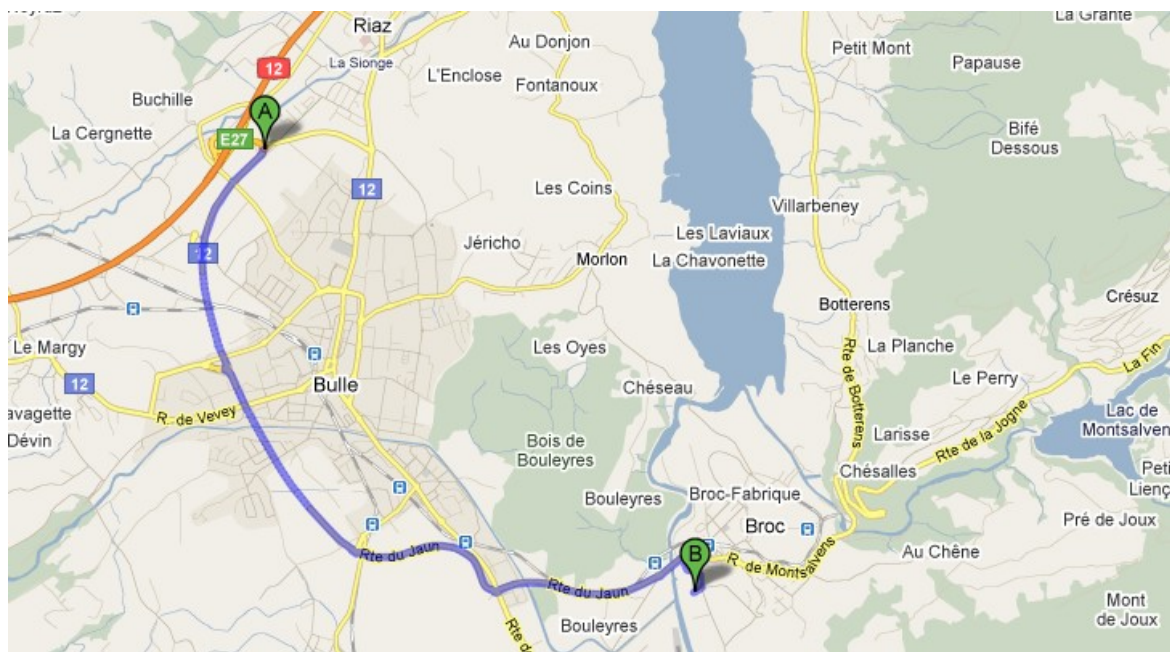 La Grante
Riaz
Au Donjon
Petit Mont
La Sionge
12
L'Enclose
Papause
Fontanoux
Buchille
A
La Cergnette
E27
Bifé
Dessous
12
Les Coins
Villarbeney
Les Laviaux
Jéricho
12
Morlon
La Chavonette
Crésuz
Botterens
Le Margy
Les Oyes
La Planche
La Fin
Rte de Botterens
12
Bulle
Chéseau
Le Perry
R. de Vevey
Lac de
Montsalvens
Dévin
Larisse
Rte de la Jogne
Bois de
Bouleyres
Chésalles
Bouleyres
Broc-Fabrique
Pré de Joux
Broc
Au Chêne
B
Rte du Jaun
R. de Montsalvens
Rte du Jaun
Mont
de Joux
Bouleyres